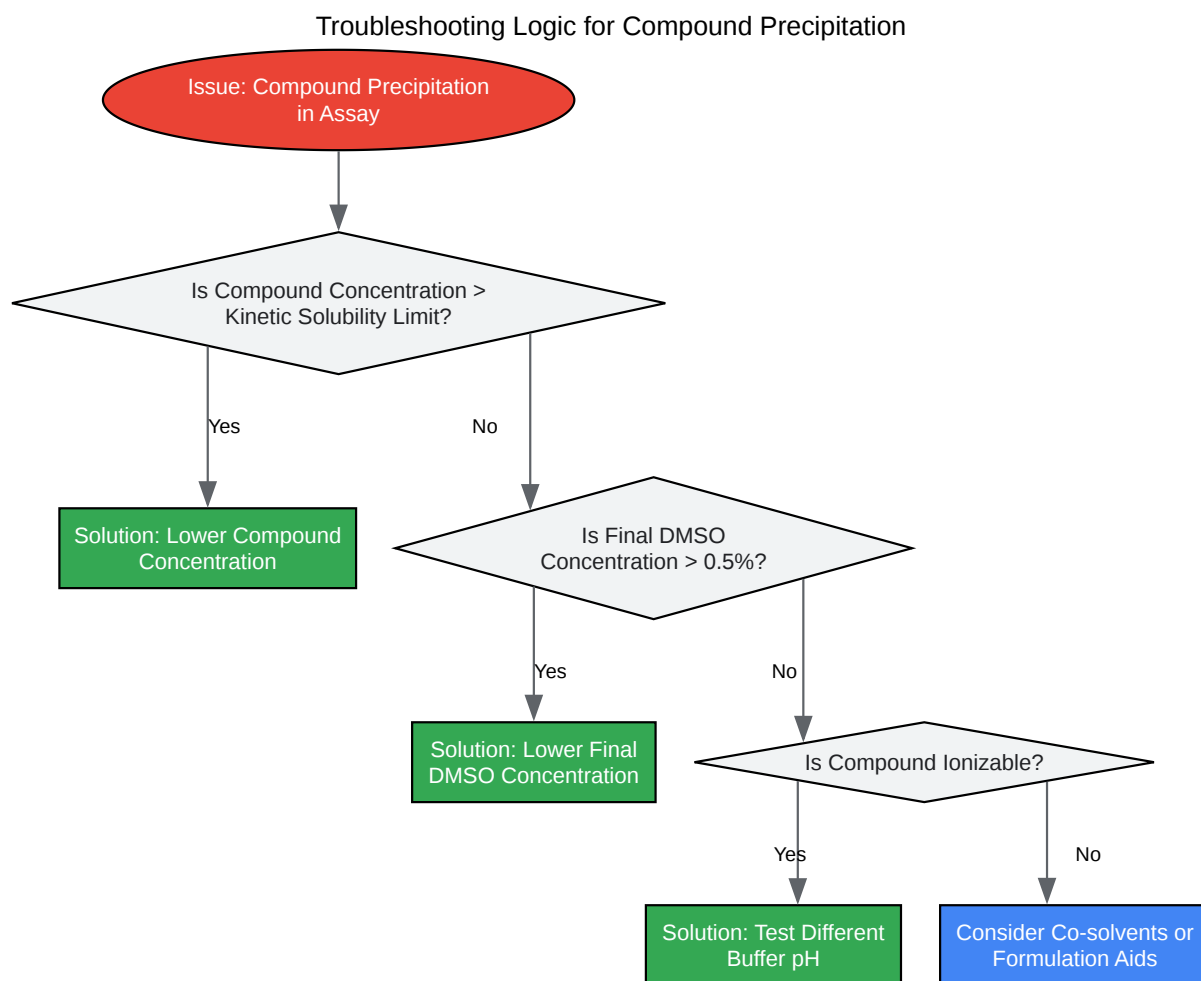 Troubleshooting Logic for Compound Precipitation
Issue: Compound Precipitation
in Assay
Is Compound Concentration >
Kinetic Solubility Limit?
Yes
No
Solution: Lower Compound
Concentration
Is Final DMSO
Concentration > 0.5%?
Yes
No
Solution: Lower Final
DMSO Concentration
Is Compound Ionizable?
Yes
No
Solution: Test Different
Buffer pH
Consider Co-solvents or
Formulation Aids